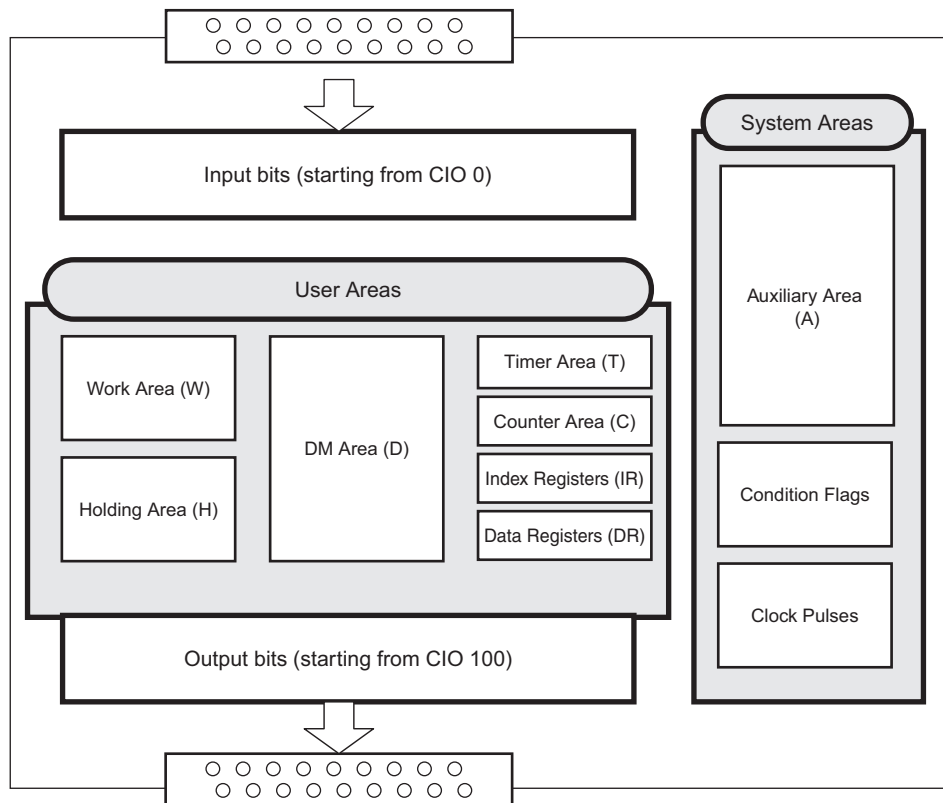 Input bits (starting from CIO 0)
User Areas
Work Area (W)
Holding Area (H)
DM Area (D)
Timer Area (T)
Counter Area (C)
Index Registers (IR)
Data Registers (DR)
Output bits (starting from CIO 100)
System Areas
Auxiliary Area
(A)
Condition Flags
Clock Pulses